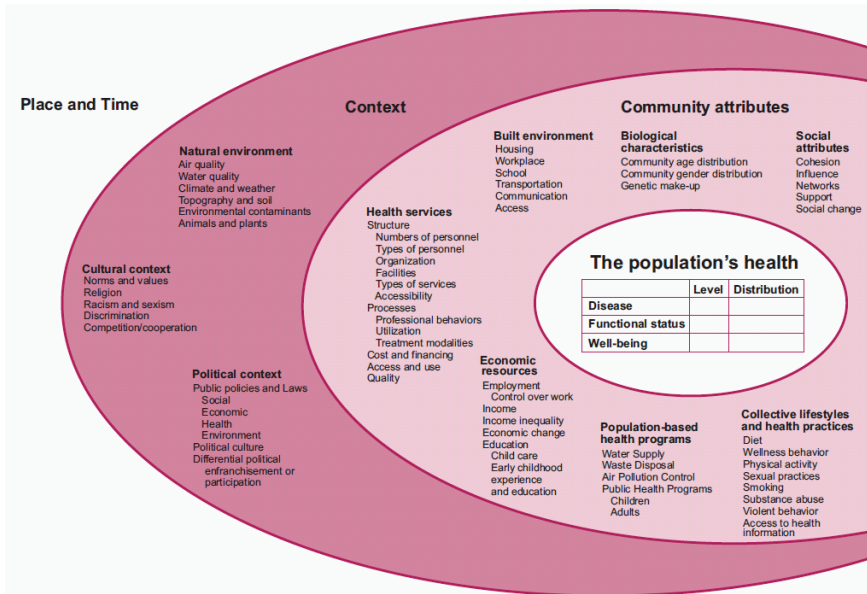 Place and Time
Context
Community attributes
Natural environment
Air quality
Water quality
Climate and weather
Topography and soil
Environmental contaminants
Animals and plants
Cultural context
Norms and values
Religion
Racism and sexism
Discrimination
Competition/cooperation
Political context
Public policies and Laws
Social
Economic
Health
Environment
Political culture
Differential political
enfranchisement or
participation
Health services
Structure
Numbers of personnel
Types of personnel
Organization
Facilities
Types of services
Accessibility
Processes
Professional behaviors
Utilization
Treatment modalities
Cost and financing
Access and use
Quality
Built environment
Housing
Workplace
School
Transportation
Communication
Access
Biological
characteristics
Community age distribution
Community gender distribution
Genetic make-up
Social
attributes
Cohesion
Influence
Networks
Support
Social change
The population's health
Level Distribution
Disease
Functional status
Well-being
Economic
resources
Employment
Control over work
Income
Income inequality
Economic change
Education
Child care
Early childhood
experience
and education
Population-based
health programs
Water Supply
Waste Disposal
Air Pollution Control
Public Health Programs
Children
Adults
Collective lifestyles
and health practices
Diet
Wellness behavior
Physical activity
Sexual practices
Smoking
Substance abuse
Violent behavior
Access to health
information